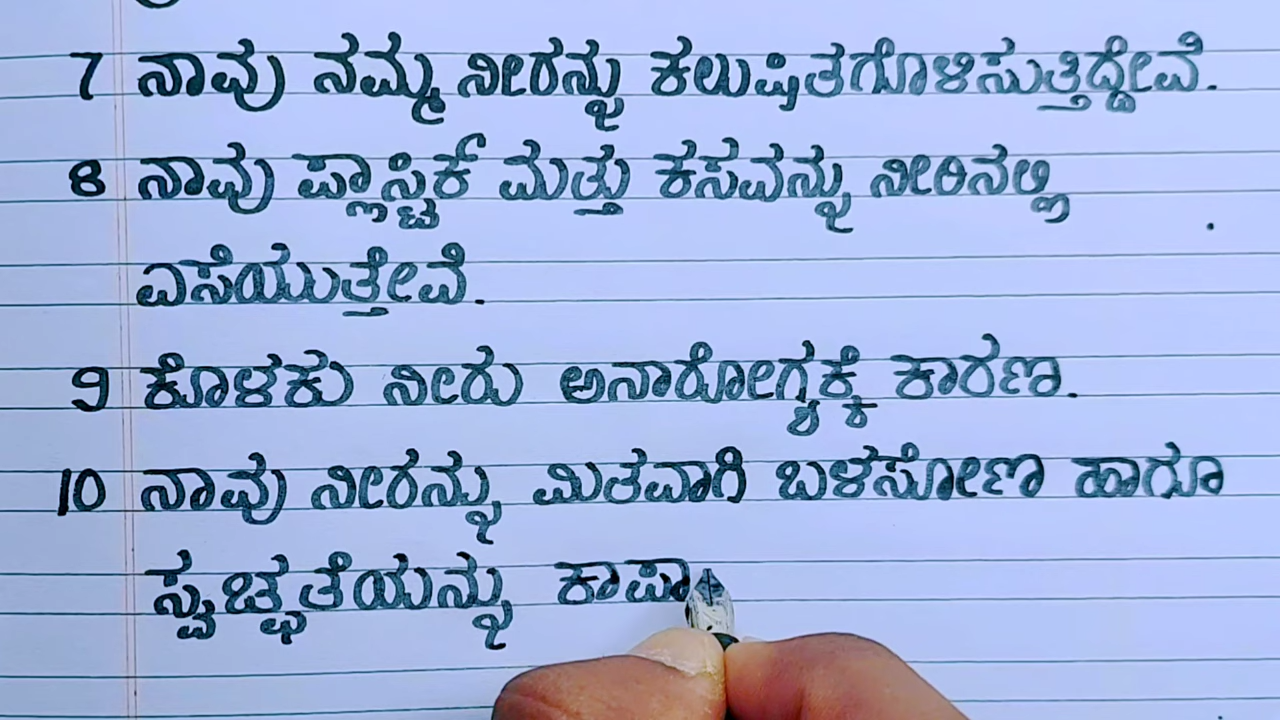 7 ನಾವು ನಮ್ಮ ನೀರನ್ನು ಕಲುಷಿತಗೊಳಿಸುತ್ತಿದ್ದೇವೆ.
8 ನಾವು ಪ್ಲಾಸ್ಟಿಕ್ ಮತ್ತು ಕಸವನ್ನು ನೀರಿನಲ್ಲಿ
ಎಸೆಯುತ್ತೇವೆ.
9 ಕೊಳಕು ನೀರು ಅನಾರೋಗ್ಯಕ್ಕೆ ಕಾರಣ.
10 ನಾವು ನೀರನ್ನು ಮಿತವಾಗಿ ಬಳಸೋಣ ಹಾಗೂ
ಸ್ವಚ್ಛತೆಯನ್ನು ಕಾಪಾ